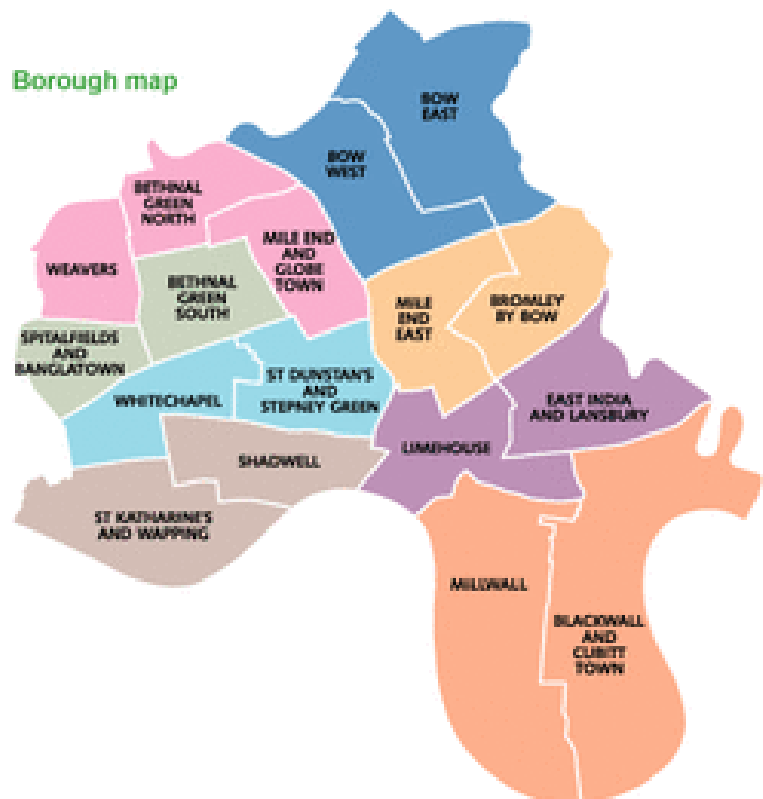 Borough map
BOW
EAST
BOW
WEST
BETHNAL
GREEN
NORTH
MILE END
AND
GLOBE
TOWN
WEAVERS
BETHNAL
GREEN
SOUTH
MILE
END
EAST
BROMLEY
BY BOW
SPITALFIELDS
AND
BANGLATOWN
ST DUNSTAN'S
AND
STEPNEY GREEN
WHITECHAPEL
EAST INDIA
AND LANSBURY
LIMEHOUSE
SHADWELL
ST KATHARINE'S
AND WAPPING
MILLWALL
BLACKWALL
AND
CUBITT
TOWN